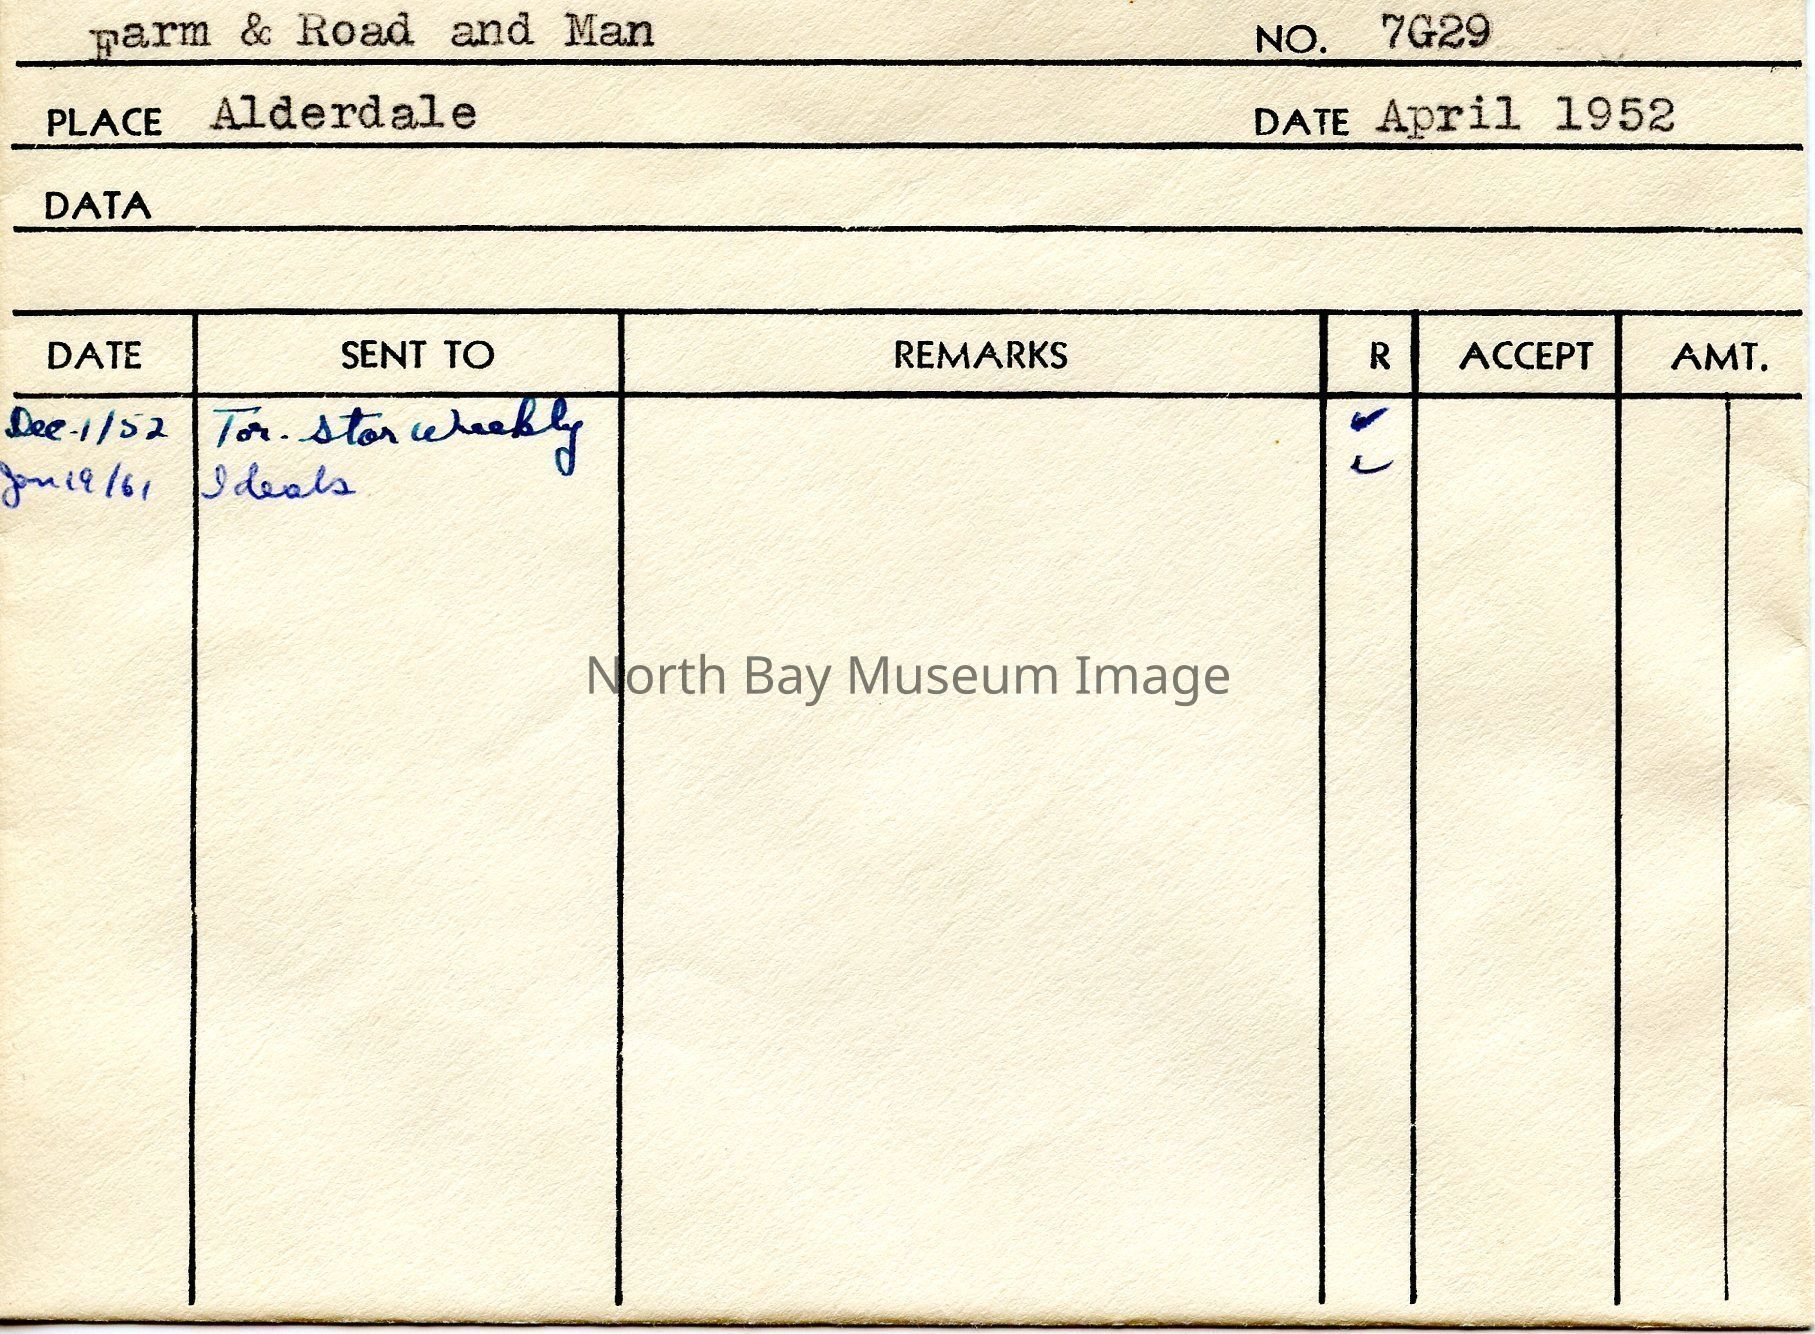 Farm & Road and Man NO. 7G29
PLACE Alderdale DATE April 1952
DATA
DATE SENT TO REMARKS R ACCEPT AMT.
Dec-1/52 Tor. Star Weekly ✓
Jan 19/61 Ideals ✓
North Bay Museum Image